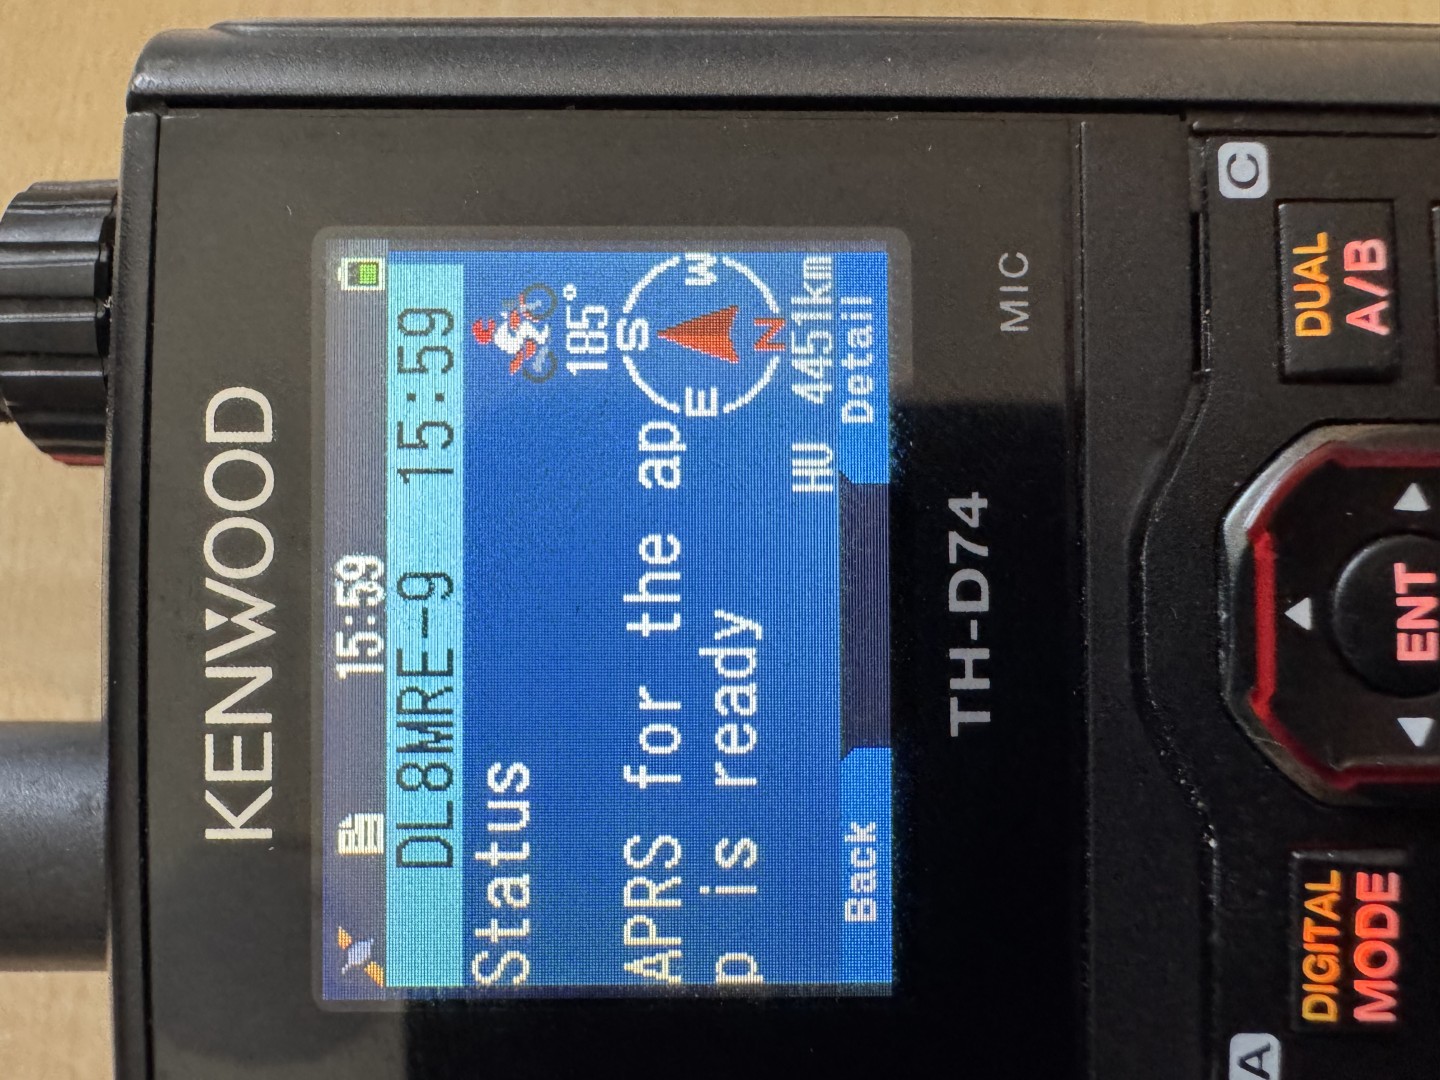 KENWOOD
15:59
DL8MRE-9 15:59
Status
185°
APRS for the ap
p is ready
S
E
W
N
HU 4451km
Back
Detail
TH-D74
MIC
A
DIGITAL
MODE
ENT
DUAL
A/B
C